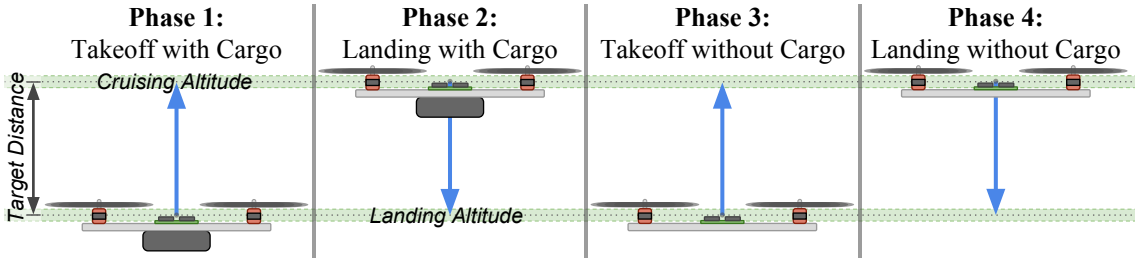 Phase 1:
Takeoff with Cargo
Phase 2:
Landing with Cargo
Phase 3:
Takeoff without Cargo
Phase 4:
Landing without Cargo
Cruising Altitude
Target Distance
Landing Altitude